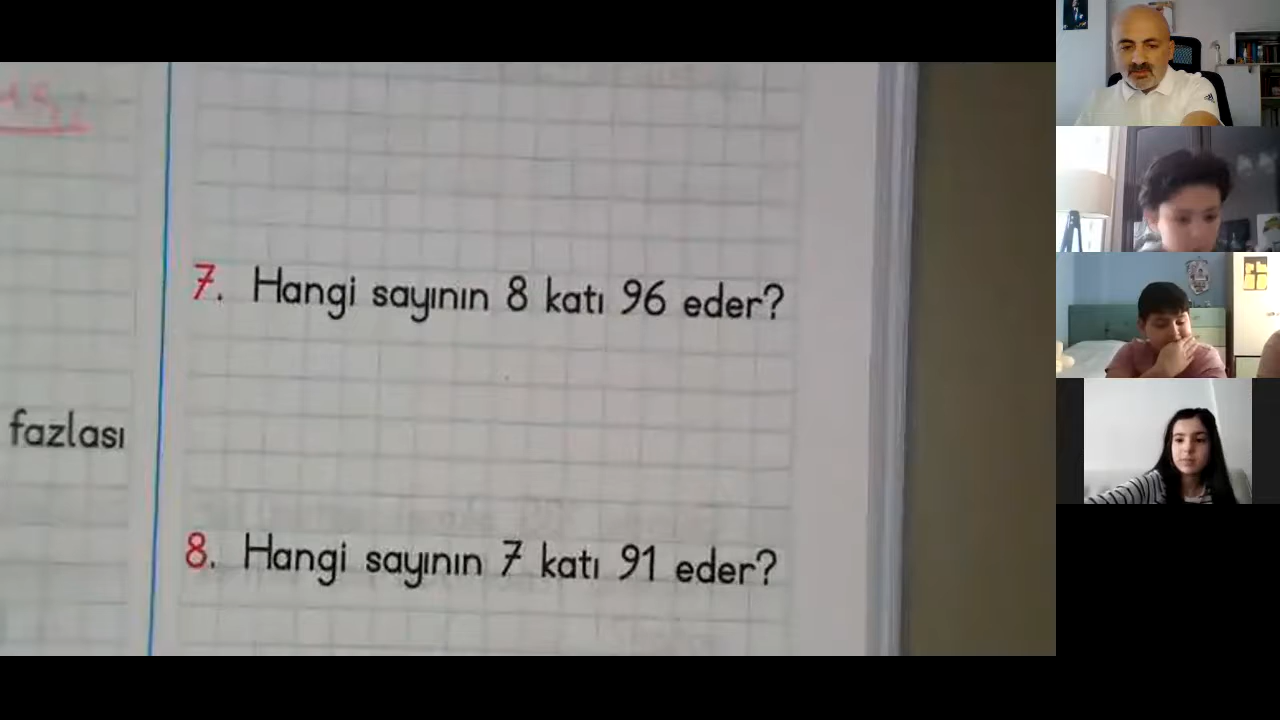 fazlası
7. Hangi sayının 8 katı 96 eder?
8. Hangi sayının 7 katı 91 eder?